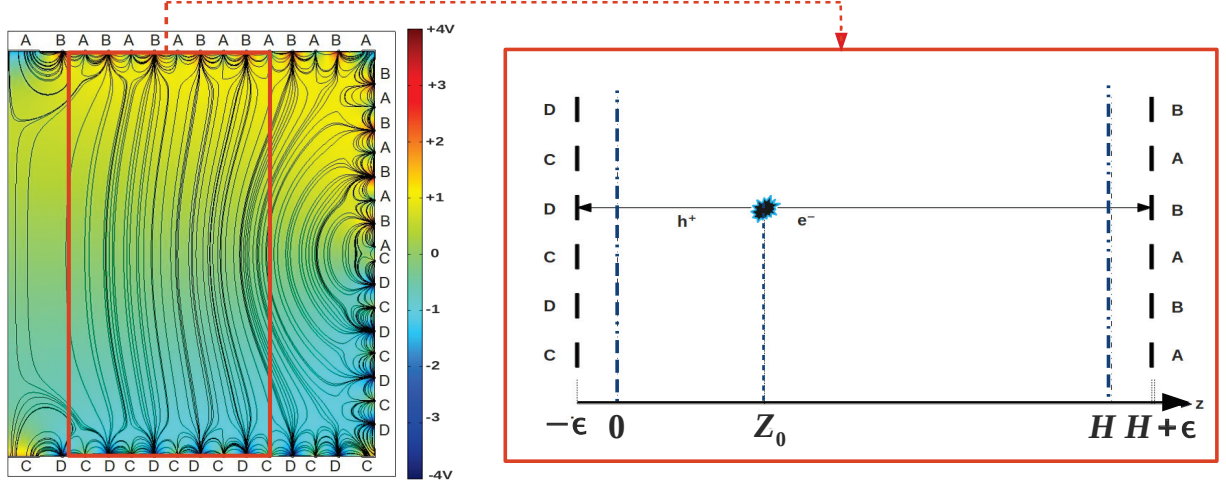 A B A B A B A B A B A B A B A
B
A
B
A
B
A
B
A
C
D
C
D
C
D
C
D
C D C D C D C D C D C D C D C
+4V
+3
+2
+1
0
-1
-2
-3
-4V
D
C
D
C
D
C
h⁺
e⁻
B
A
B
A
B
A
z
−ϵ 0 Z₀ H H+ϵ